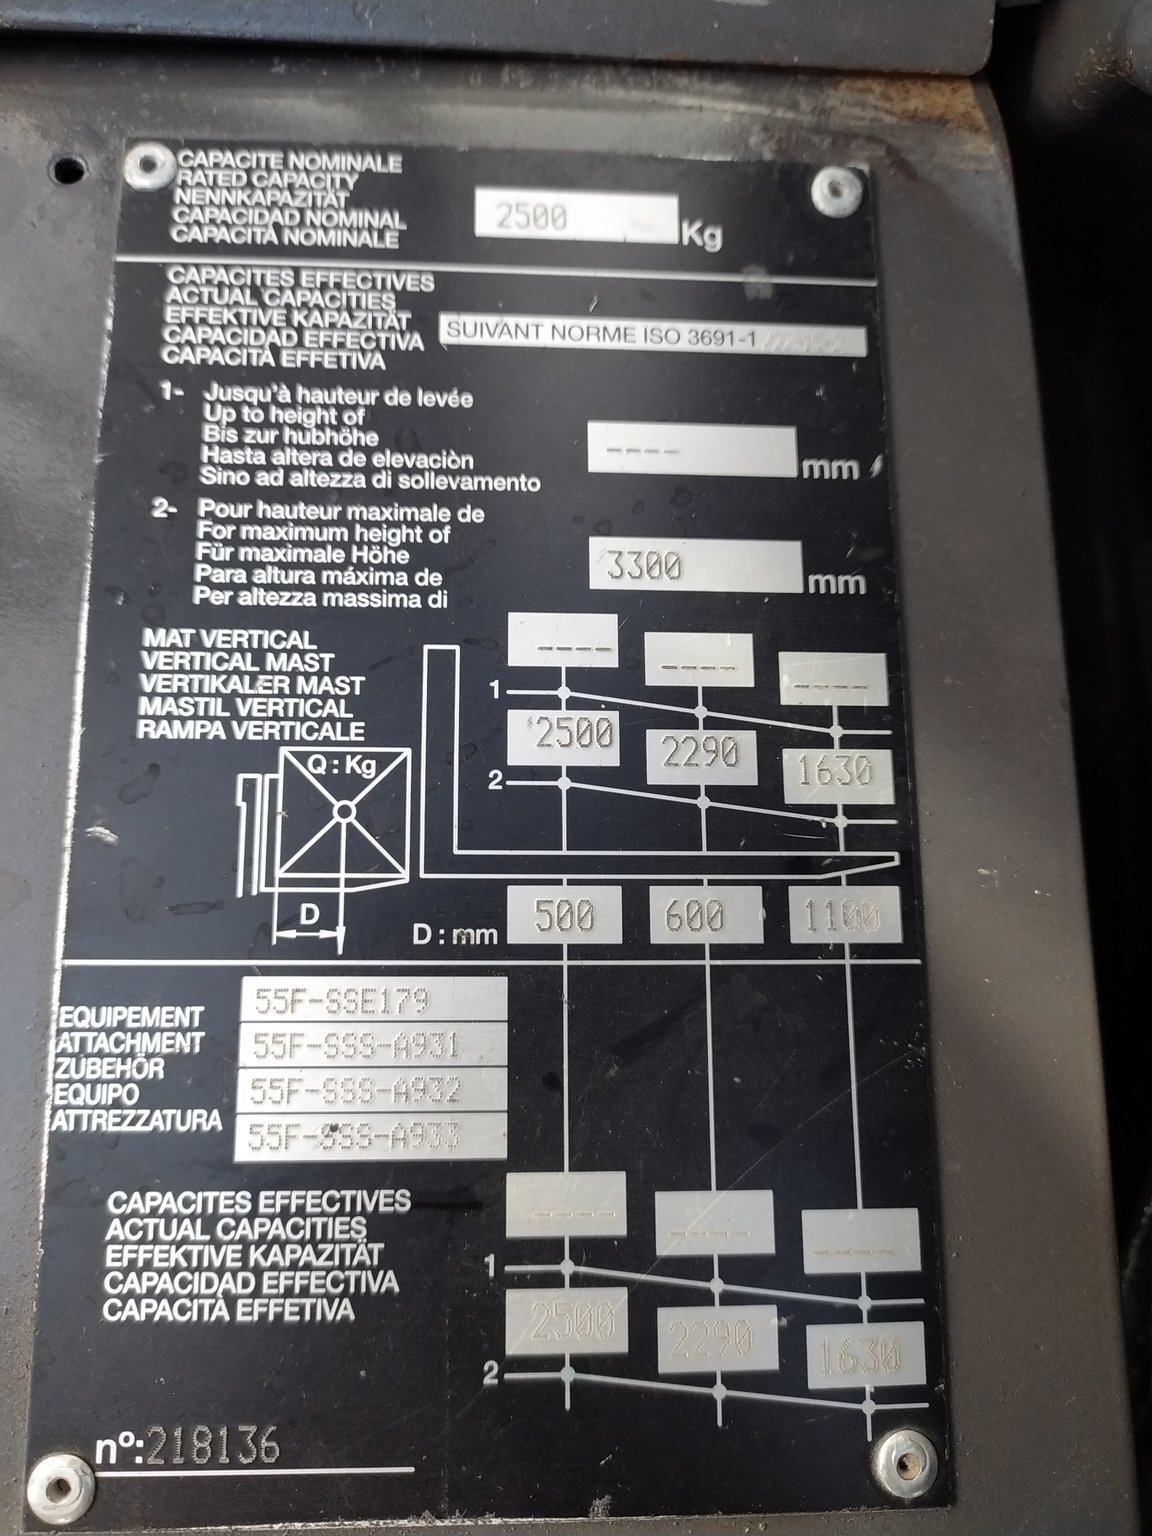 CAPACITE NOMINALE
RATED CAPACITY
NENNKAPAZITÄT
CAPACIDAD NOMINAL
CAPACITÀ NOMINALE
2500 Kg
CAPACITES EFFECTIVES
ACTUAL CAPACITIES
EFFEKTIVE KAPAZITÄT
CAPACIDAD EFFECTIVA
CAPACITÀ EFFETIVA
SUIVANT NORME ISO 3691-1
1- Jusqu'à hauteur de levée
Up to height of
Bis zur hubhöhe
Hasta altera de elevaciòn
Sino ad altezza di sollevamento
---- mm
2- Pour hauteur maximale de
For maximum height of
Für maximale Höhe
Para altura máxima de
Per altezza massima di
3300 mm
MAT VERTICAL
VERTICAL MAST
VERTIKALER MAST
MASTIL VERTICAL
RAMPA VERTICALE
---- ---- ----
1
2500 2290 1630
2
Q : Kg
D
D : mm 500 600 1100
EQUIPEMENT
ATTACHMENT
ZUBEHÖR
EQUIPO
ATTREZZATURA
55F-SSE179
55F-SSS-A931
55F-SSS-A932
55F-SSS-A933
CAPACITES EFFECTIVES
ACTUAL CAPACITIES
EFFEKTIVE KAPAZITÄT
CAPACIDAD EFFECTIVA
CAPACITÀ EFFETIVA
---- ---- ----
1
2500 2290 1630
2
nº: 218136